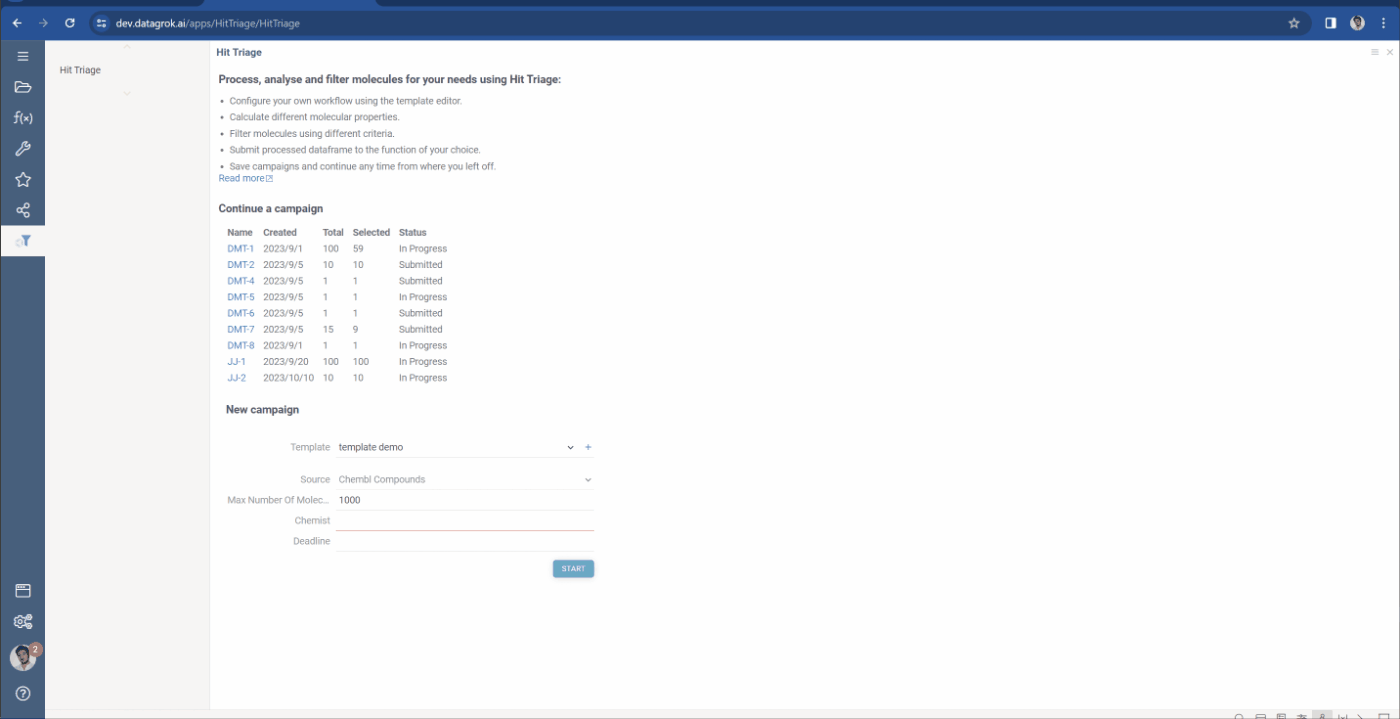 dev.datagrok.ai/apps/HitTriage/HitTriage
Hit Triage
Hit Triage
Process, analyse and filter molecules for your needs using Hit Triage:
• Configure your own workflow using the template editor.
• Calculate different molecular properties.
• Filter molecules using different criteria.
• Submit processed dataframe to the function of your choice.
• Save campaigns and continue any time from where you left off.
Read more
Continue a campaign
Name Created Total Selected Status
DMT-1 2023/9/1 100 59 In Progress
DMT-2 2023/9/5 10 10 Submitted
DMT-4 2023/9/5 1 1 Submitted
DMT-5 2023/9/5 1 1 In Progress
DMT-6 2023/9/5 1 1 Submitted
DMT-7 2023/9/5 15 9 Submitted
DMT-8 2023/9/1 1 1 In Progress
JJ-1 2023/9/20 100 100 In Progress
JJ-2 2023/10/10 10 10 In Progress
New campaign
Template template demo
Source Chembl Compounds
Max Number Of Molec... 1000
Chemist
Deadline
START
f(x)
2